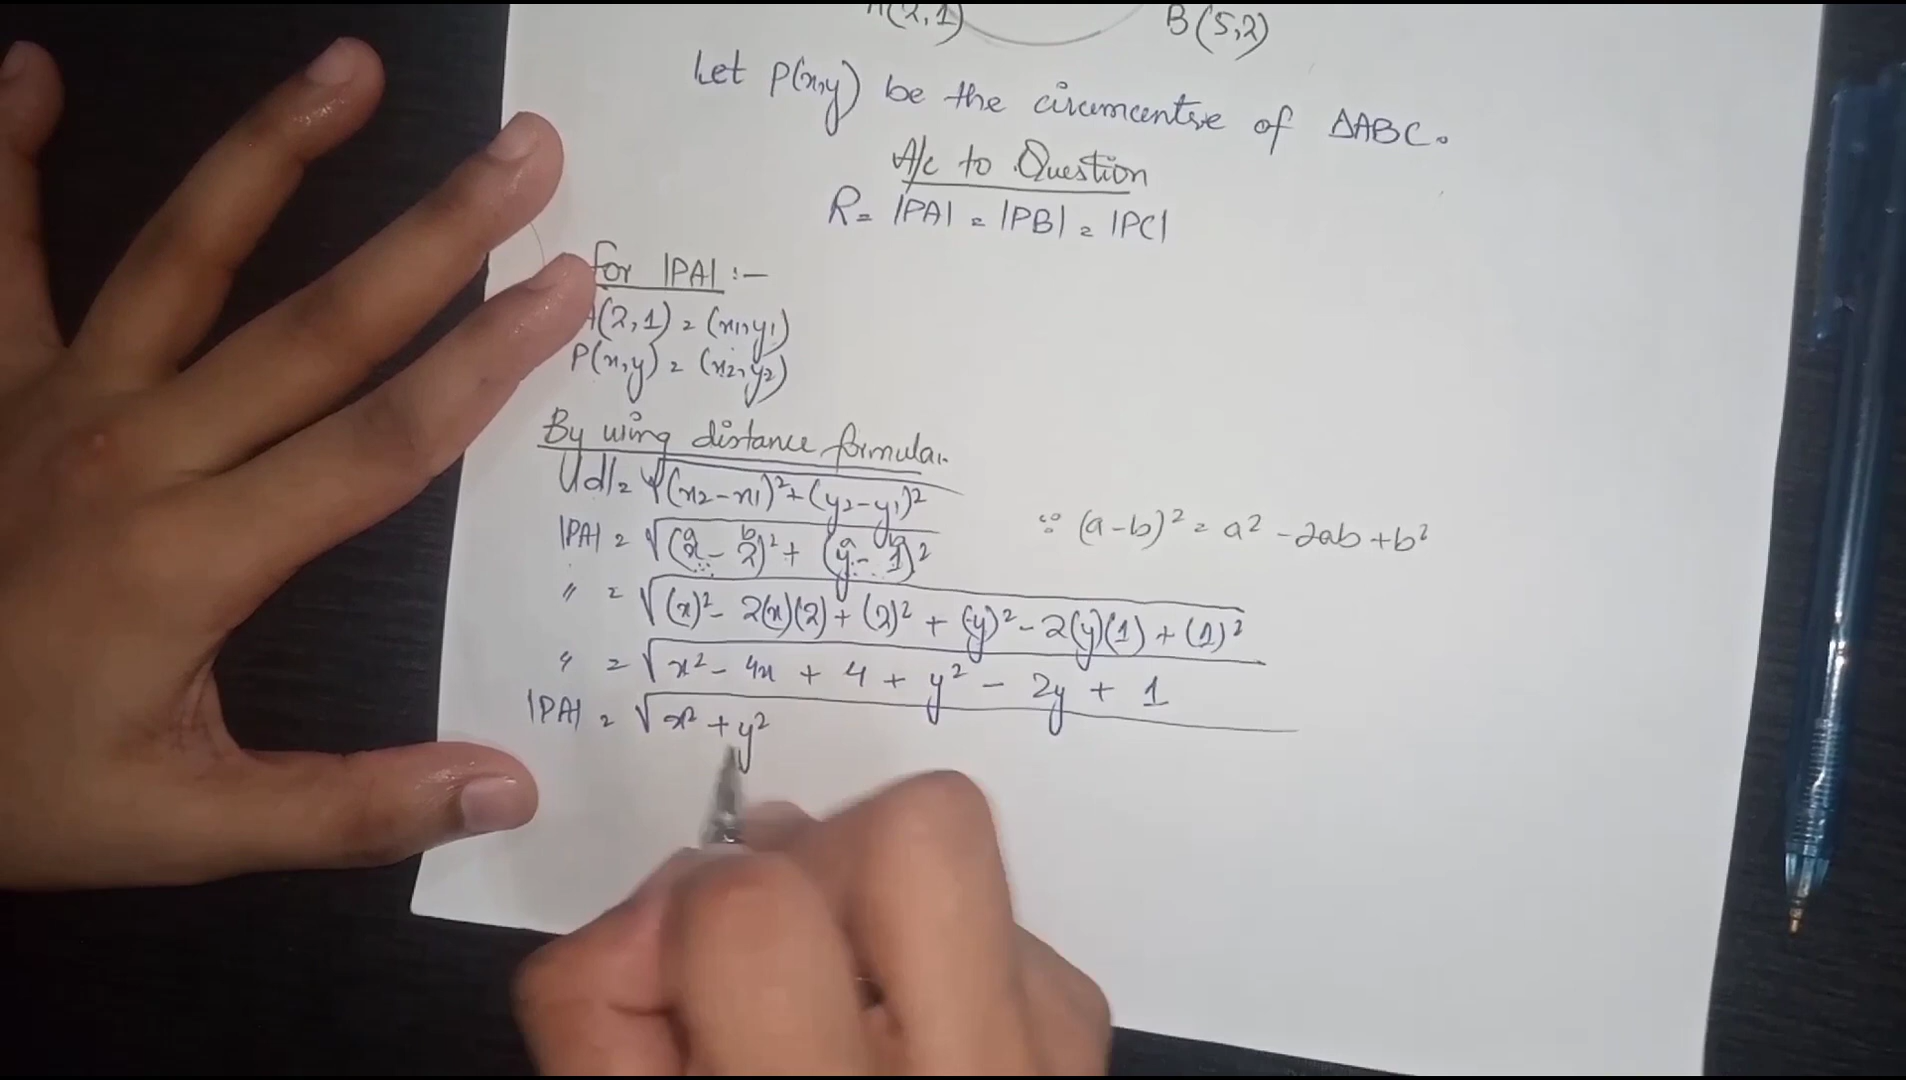 A(2,1) B(5,2)
Let P(x,y) be the circumcentre of ΔABC.
A/c to Question
R = |PA| = |PB| = |PC|
for |PA| :-
A(2,1) = (x1,y1)
P(x,y) = (x2,y2)
By using distance formula.
|d| = √(x2-x1)²+(y2-y1)²
|PA| = √(x - 2)² + (y - 1)² ∵ (a-b)² = a² - 2ab + b²
a b a b
〃 = √(x)² - 2(x)(2) + (2)² + (y)² - 2(y)(1) + (1)²
〃 = √x² - 4x + 4 + y² - 2y + 1
|PA| = √x² + y²